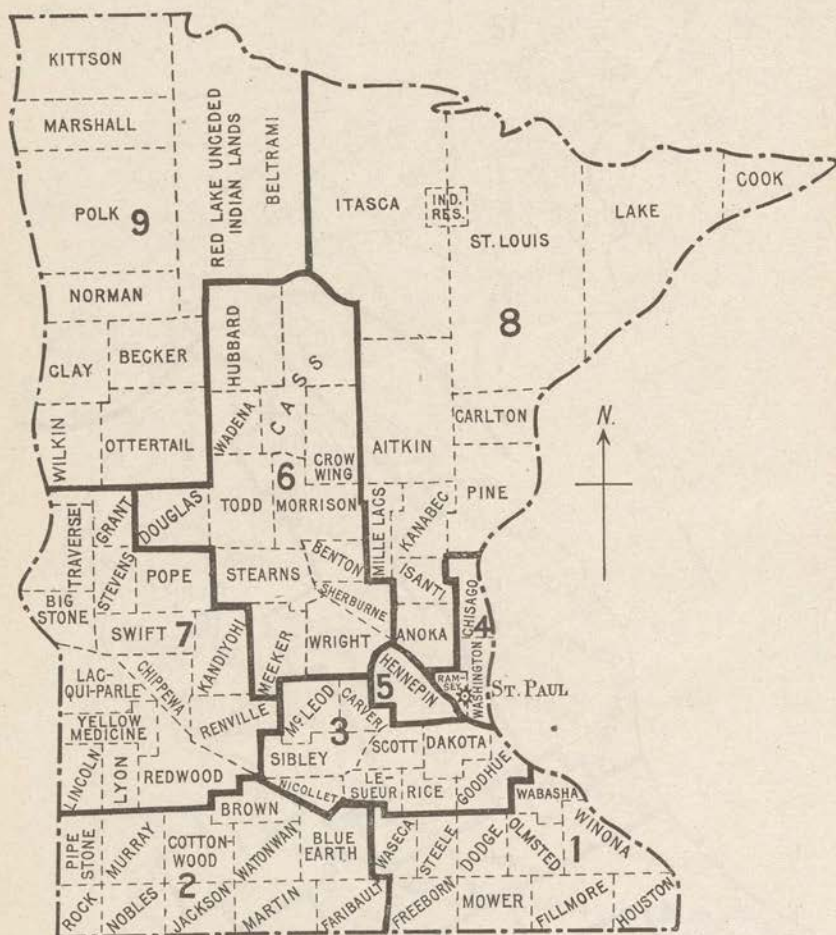 KITTSON
MARSHALL
POLK
9
RED LAKE UNCEDED
INDIAN LANDS
BELTRAMI
NORMAN
CLAY
BECKER
WILKIN
OTTERTAIL
ITASCA
IND.
RES.
ST. LOUIS
LAKE
COOK
8
CARLTON
AITKIN
PINE
MILLE LACS
KANABEC
ISANTI
ANOKA
N.
HUBBARD
CASS
WADENA
CROW
WING
6
TODD
MORRISON
DOUGLAS
BENTON
STEARNS
SHERBURNE
WRIGHT
MEEKER
TRAVERSE
GRANT
STEVENS
POPE
BIG
STONE
SWIFT
7
KANDIYOHI
LAC-
QUI-PARLE
CHIPPEWA
YELLOW
MEDICINE
RENVILLE
LINCOLN
LYON
REDWOOD
CHISAGO
4
WASHINGTON
RAM-
SEY
ST. PAUL
HENNEPIN
5
McLEOD
CARVER
3
SCOTT
DAKOTA
SIBLEY
NICOLLET
LE-
SUEUR
RICE
GOODHUE
BROWN
PIPE
STONE
MURRAY
COTTON-
WOOD
WATONWAN
BLUE
EARTH
2
ROCK
NOBLES
JACKSON
MARTIN
FARIBAULT
WABASHA
WASECA
STEELE
DODGE
OLMSTED
WINONA
1
FREEBORN
MOWER
FILLMORE
HOUSTON